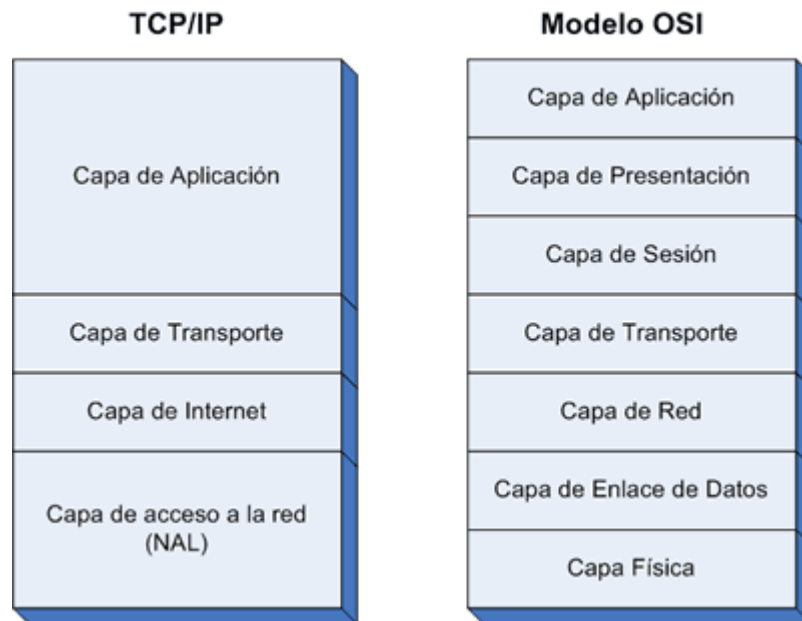 TCP/IP
Capa de Aplicación
Capa de Transporte
Capa de Internet
Capa de acceso a la red
(NAL)
Modelo OSI
Capa de Aplicación
Capa de Presentación
Capa de Sesión
Capa de Transporte
Capa de Red
Capa de Enlace de Datos
Capa Física